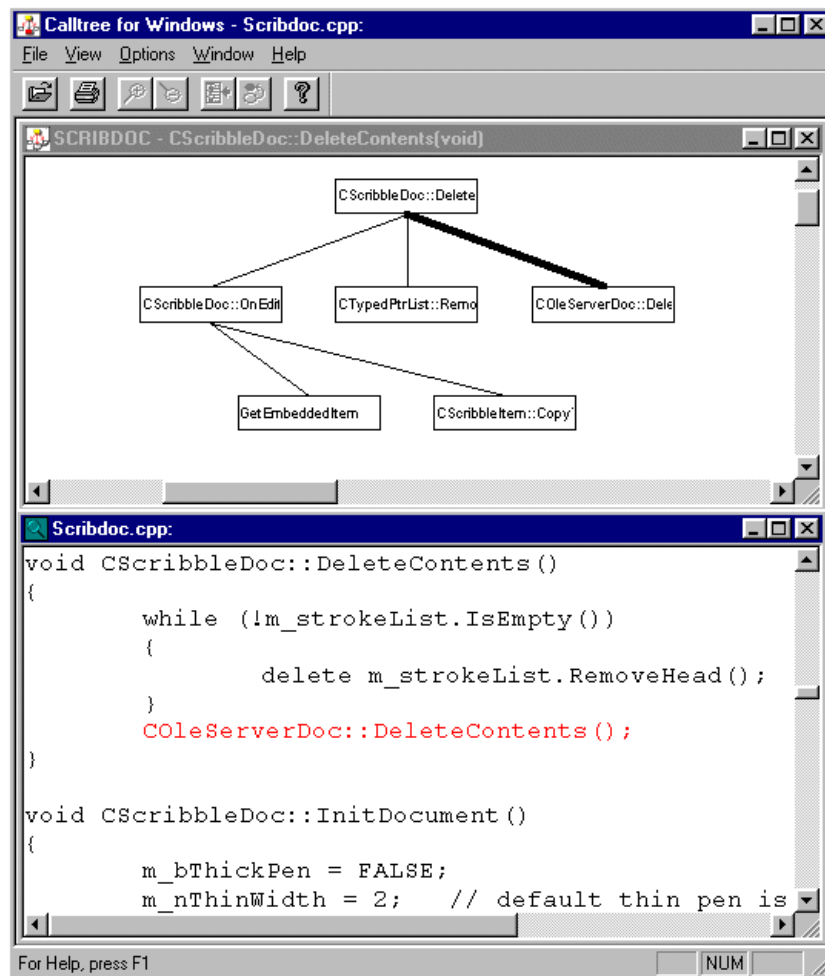 Calltree for Windows - Scribdoc.cpp:
File View Options Window Help
SCRIBDOC - CScribbleDoc::DeleteContents(void)
CScribbleDoc::Delete
CScribbleDoc::OnEdit CTypedPtrList::Remo COleServerDoc::Dele
GetEmbeddedItem CScribbleItem::Copy
Scribdoc.cpp:
void CScribbleDoc::DeleteContents()
{
while (!m_strokeList.IsEmpty())
{
delete m_strokeList.RemoveHead();
}
COleServerDoc::DeleteContents();
}
void CScribbleDoc::InitDocument()
{
m_bThickPen = FALSE;
m_nThinWidth = 2; // default thin pen is
For Help, press F1 NUM